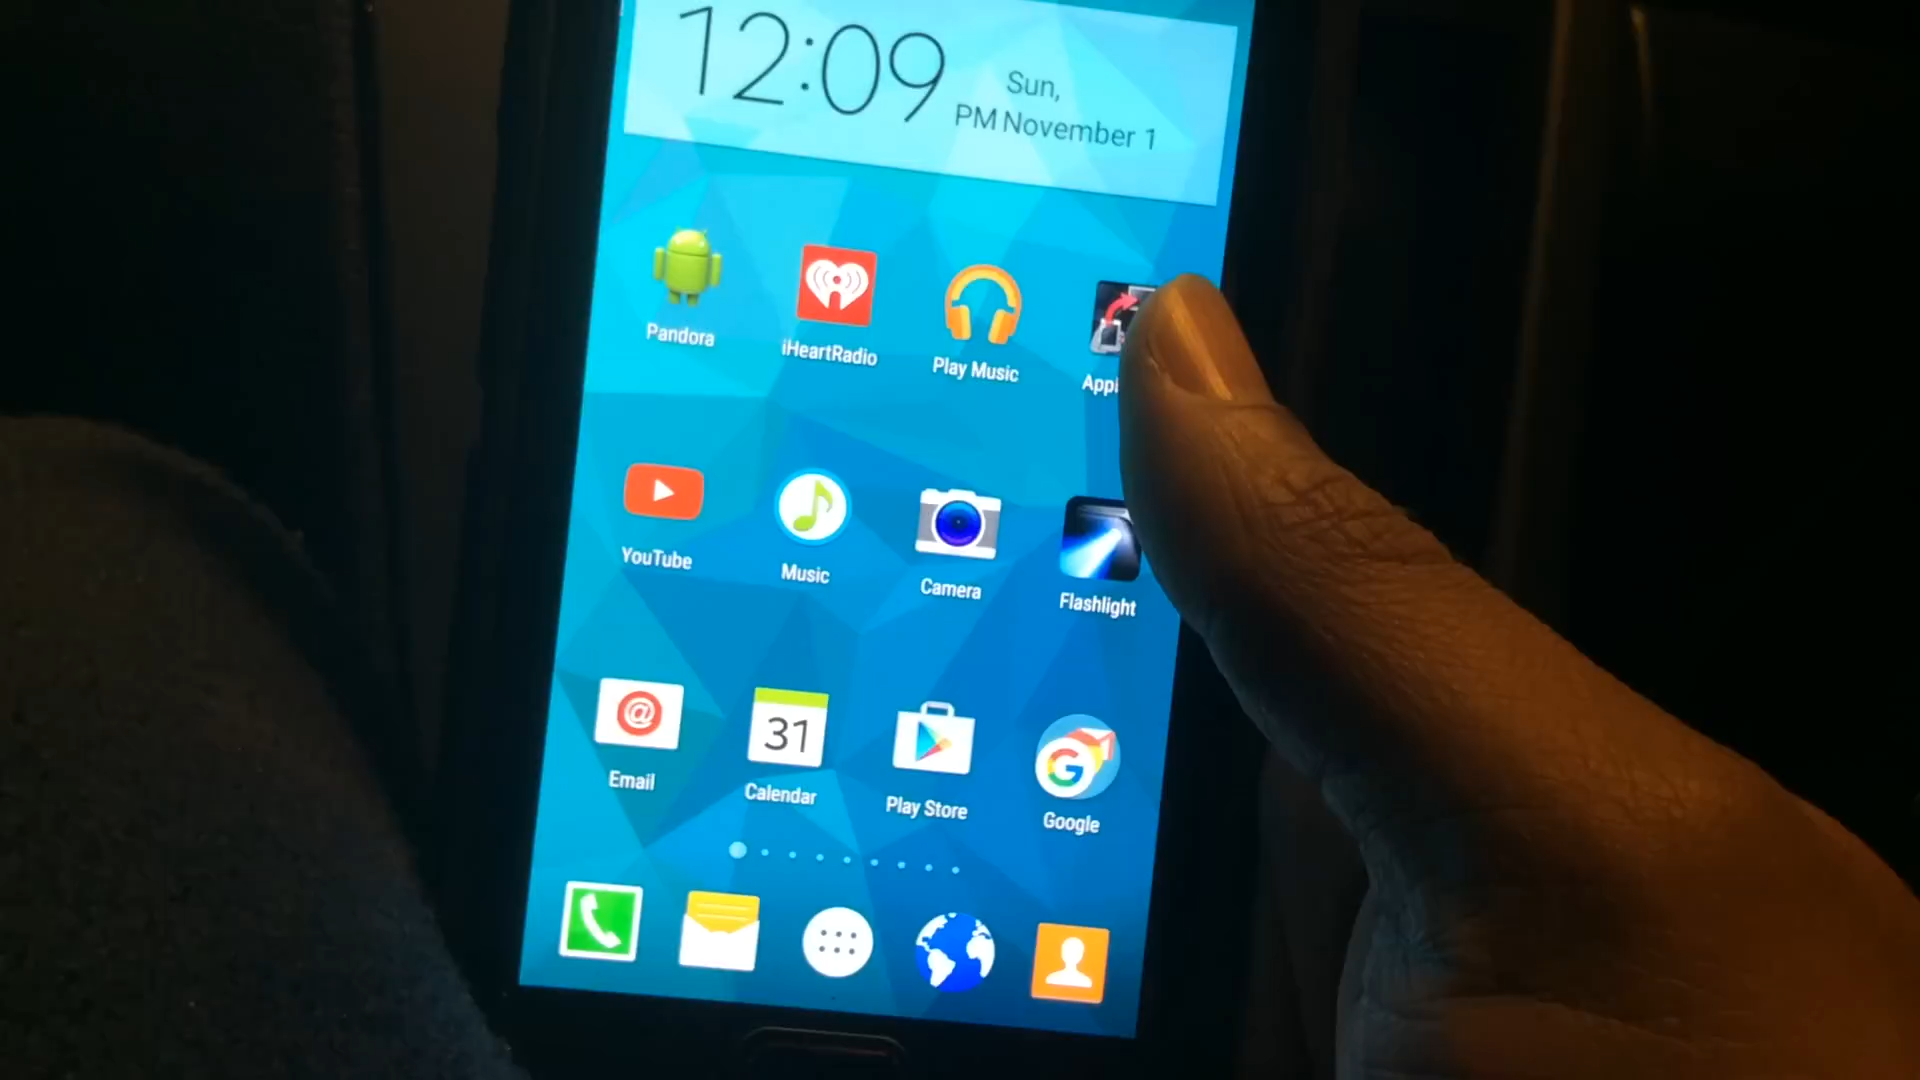 12:09
Sun,
PM November 1
Pandora
iHeartRadio
Play Music
YouTube
Music
Camera
Flashlight
@
31
G
Email
Calendar
Play Store
Google